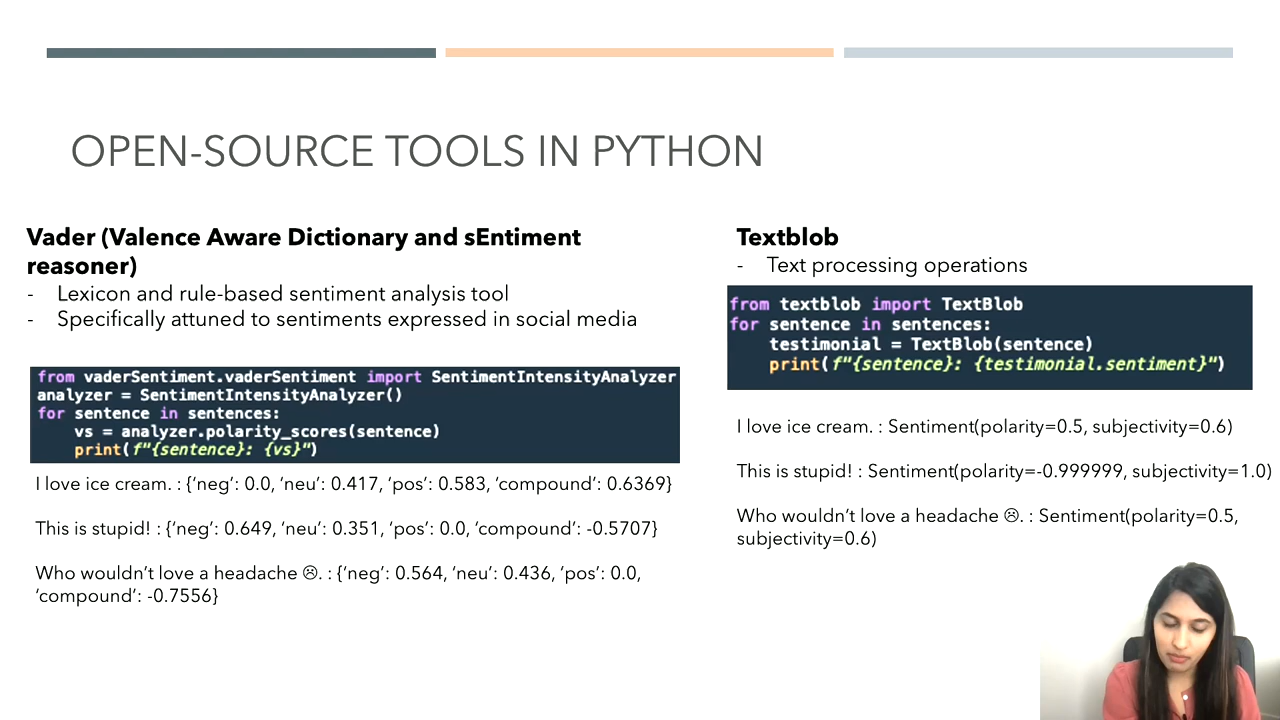 OPEN-SOURCE TOOLS IN PYTHON
Vader (Valence Aware Dictionary and sEntiment
reasoner)
- Lexicon and rule-based sentiment analysis tool
- Specifically attuned to sentiments expressed in social media
from vaderSentiment.vaderSentiment import SentimentIntensityAnalyzer
analyzer = SentimentIntensityAnalyzer()
for sentence in sentences:
    vs = analyzer.polarity_scores(sentence)
    print(f"{sentence}: {vs}")
I love ice cream. : {‘neg’: 0.0, ‘neu’: 0.417, ‘pos’: 0.583, ‘compound’: 0.6369}
This is stupid! : {‘neg’: 0.649, ‘neu’: 0.351, ‘pos’: 0.0, ‘compound’: -0.5707}
Who wouldn’t love a headache ☹. : {‘neg’: 0.564, ‘neu’: 0.436, ‘pos’: 0.0,
‘compound’: -0.7556}
Textblob
- Text processing operations
from textblob import TextBlob
for sentence in sentences:
    testimonial = TextBlob(sentence)
    print(f"{sentence}: {testimonial.sentiment}")
I love ice cream. : Sentiment(polarity=0.5, subjectivity=0.6)
This is stupid! : Sentiment(polarity=-0.999999, subjectivity=1.0)
Who wouldn’t love a headache ☹. : Sentiment(polarity=0.5,
subjectivity=0.6)